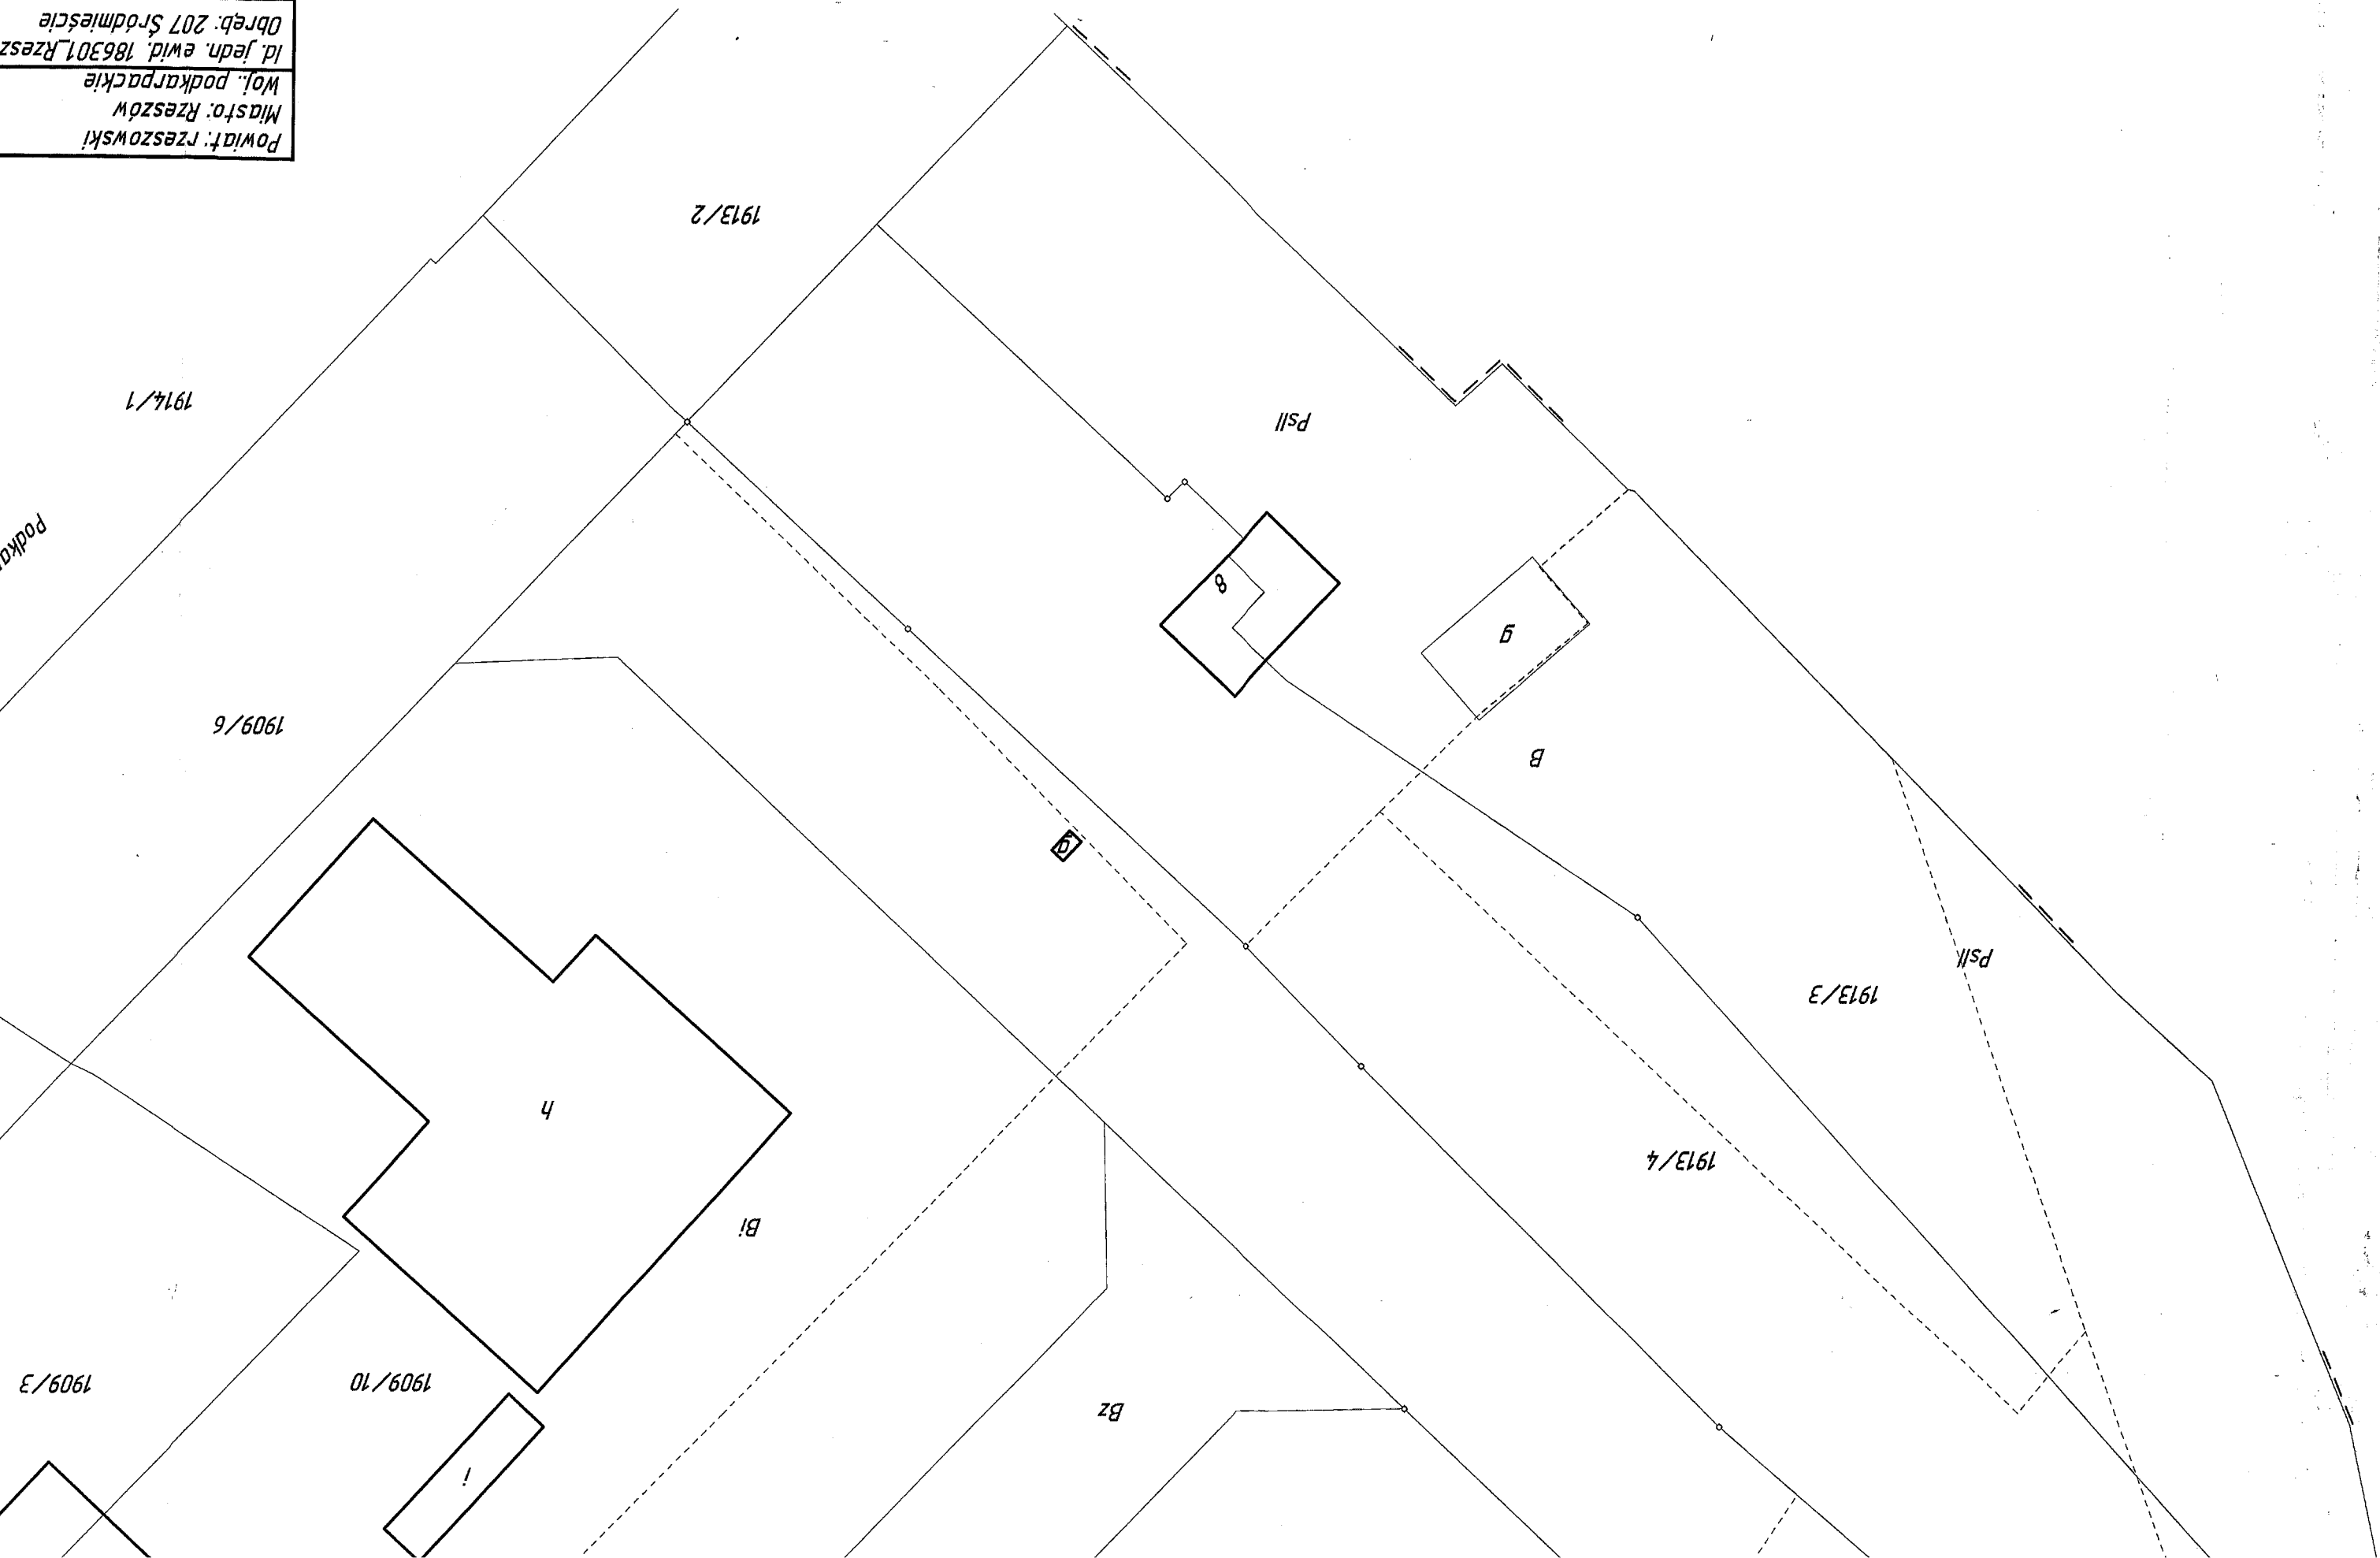 Powiat: rzeszowski
Miasto: Rzeszów
Woj.: podkarpackie
Id. jedn. ewid. 186301_Rzesz
Obręb: 207 Śródmieście
1909/3
1909/10
i
Bz
1913/4
Bi
h
1913/3
PsII
g
B
1909/6
g
8
PsII
Podkar
1914/1
1913/2